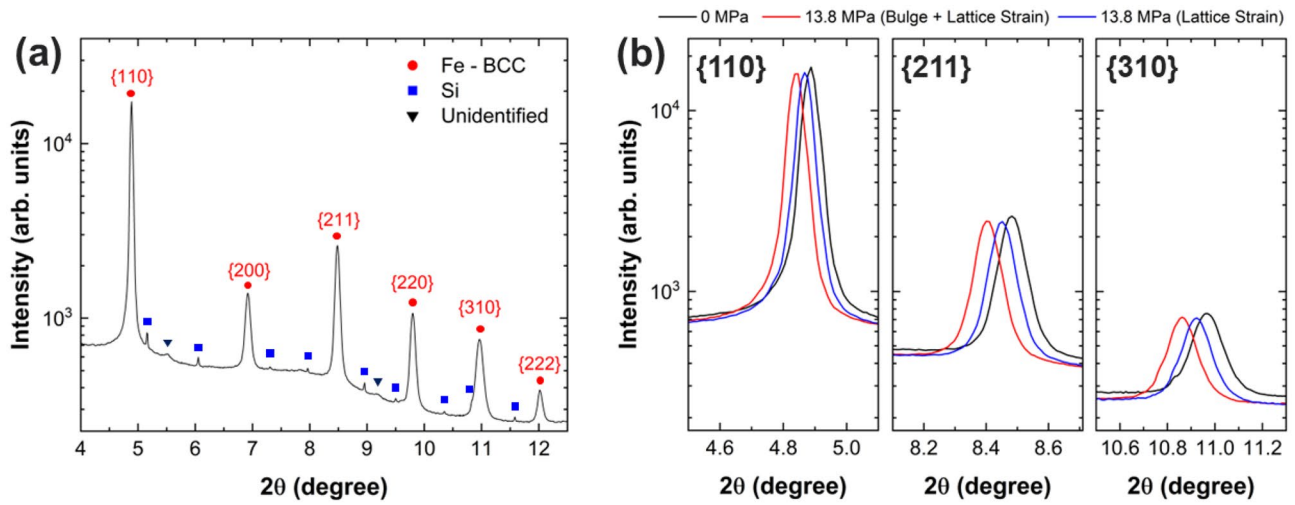 0 MPa 13.8 MPa (Bulge + Lattice Strain) 13.8 MPa (Lattice Strain)
(a)
{110}
{200}
{211}
{220}
{310}
{222}
Fe - BCC
Si
Unidentified
10⁴
10³
Intensity (arb. units)
4 5 6 7 8 9 10 11 12
2θ (degree)
(b)
{110} {211} {310}
10⁴
10³
Intensity (arb. units)
4.6 4.8 5.0 8.2 8.4 8.6 10.6 10.8 11.0 11.2
2θ (degree) 2θ (degree) 2θ (degree)